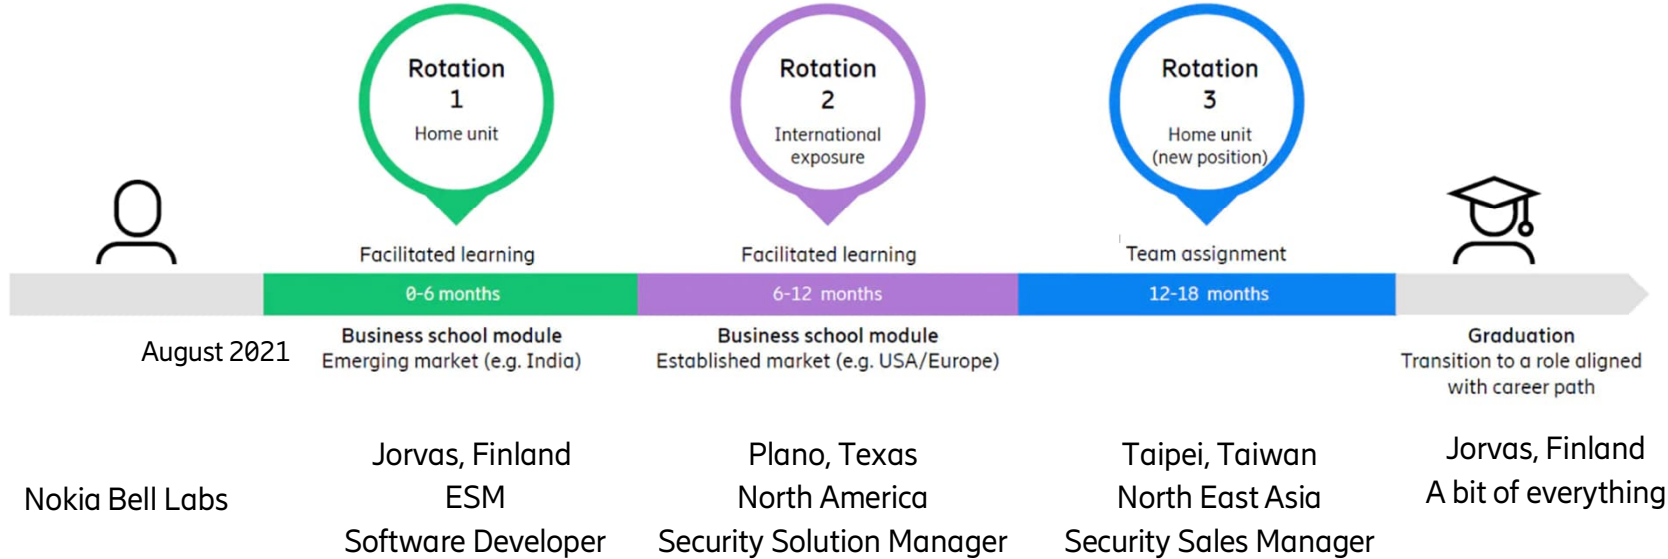 Rotation
1
Home unit
Rotation
2
International
exposure
Rotation
3
Home unit
(new position)
Facilitated learning
Facilitated learning
Team assignment
0-6 months
6-12 months
12-18 months
August 2021
Business school module
Emerging market (e.g. India)
Business school module
Established market (e.g. USA/Europe)
Graduation
Transition to a role aligned
with career path
Nokia Bell Labs
Jorvas, Finland
ESM
Software Developer
Plano, Texas
North America
Security Solution Manager
Taipei, Taiwan
North East Asia
Security Sales Manager
Jorvas, Finland
A bit of everything